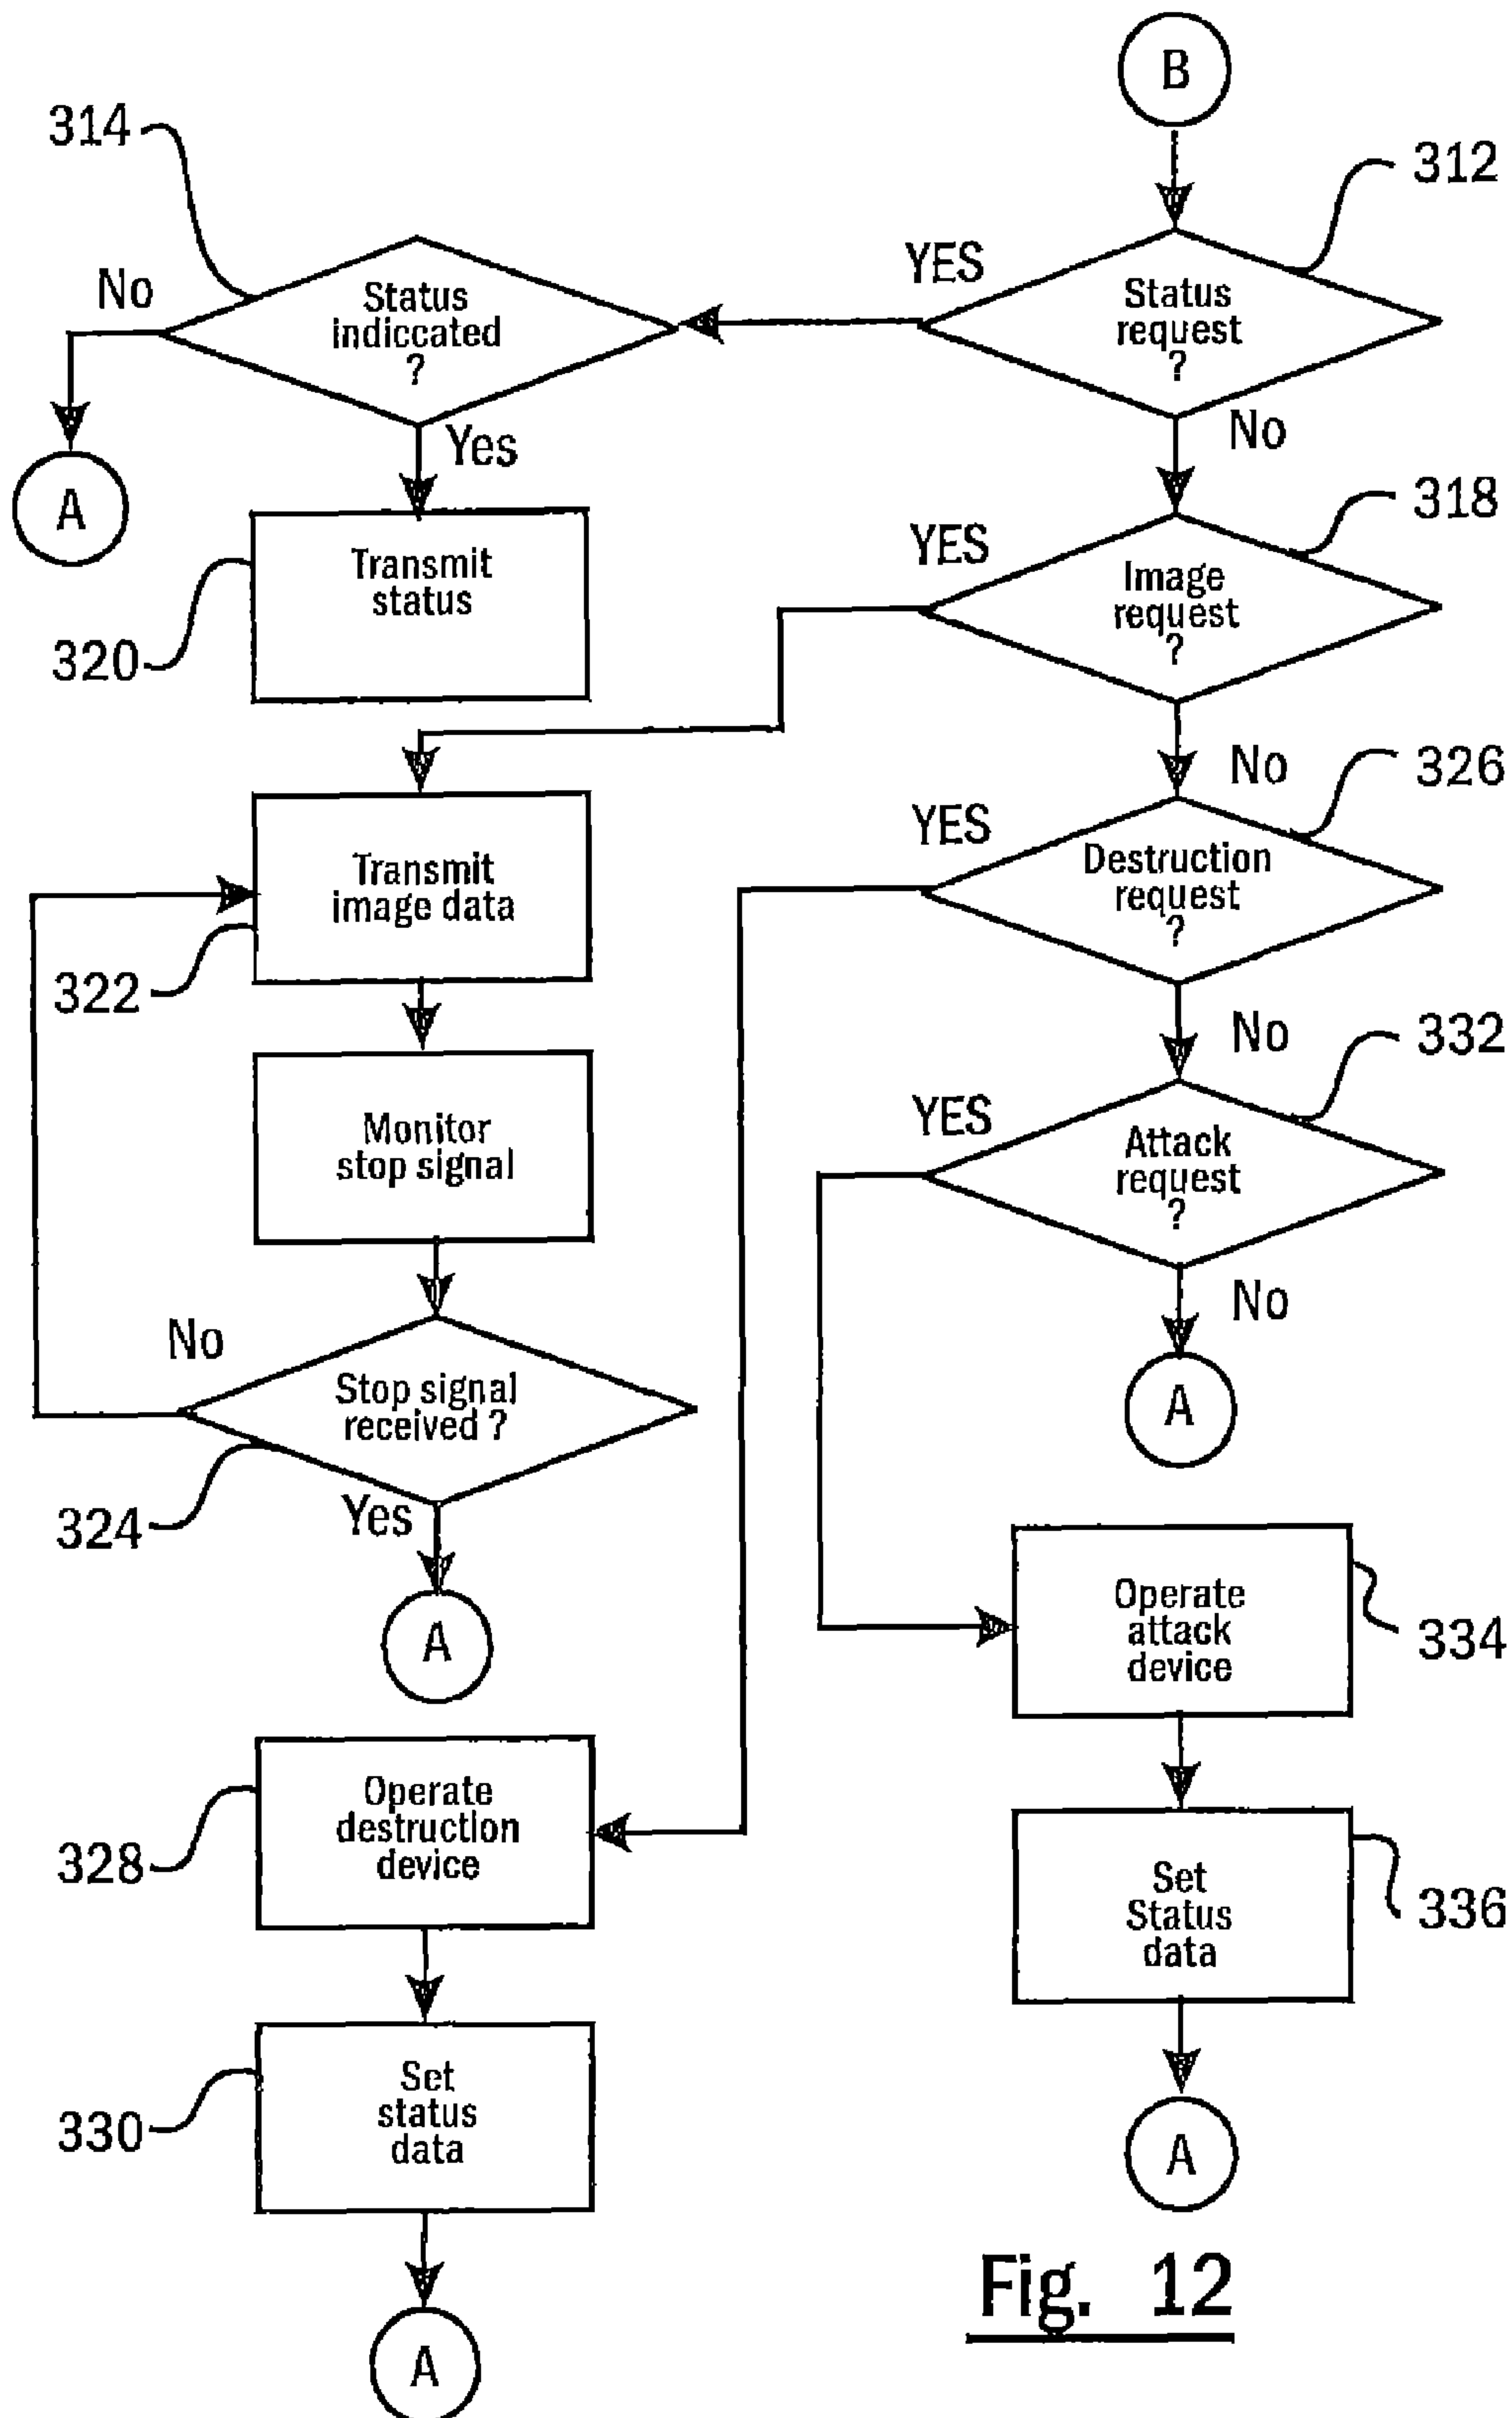 B
312
314
YES
No
Status
request
?
Status
indiccated
?
No
Yes
A
318
YES
Image
request
?
Transmit
status
320
No
326
YES
Destruction
request
?
Transmit
image data
322
No
332
YES
Attack
request
?
Monitor
stop signal
No
A
No
Stop signal
received ?
324
Yes
A
Operate
attack
device
334
Operate
destruction
device
328
Set
Status
data
336
A
Set
status
data
330
A
Fig. 12